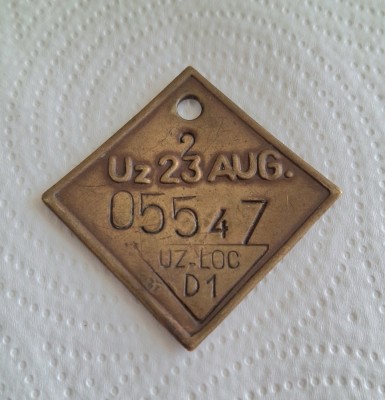 2
Uz 23 AUG.
05547
UZ-LOC
D1